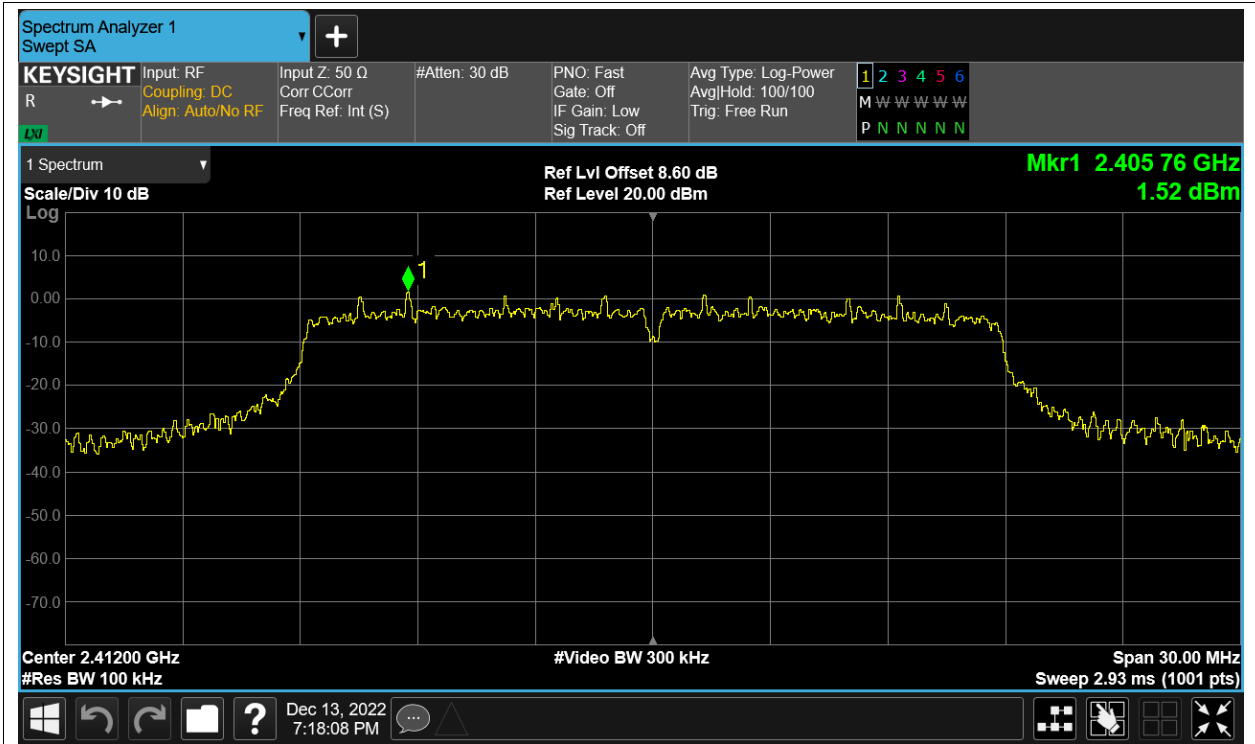 Spectrum Analyzer 1
Swept SA
KEYSIGHT
R
LXI
Input: RF
Coupling: DC
Align: Auto/No RF
Input Z: 50 Ω
Corr CCorr
Freq Ref: Int (S)
#Atten: 30 dB
PNO: Fast
Gate: Off
IF Gain: Low
Sig Track: Off
Avg Type: Log-Power
Avg|Hold: 100/100
Trig: Free Run
1 2 3 4 5 6
M W W W W W W
P N N N N N N
1 Spectrum
Scale/Div 10 dB
Ref Lvl Offset 8.60 dB
Ref Level 20.00 dBm
Mkr1 2.405 76 GHz
1.52 dBm
Log
10.0
0.00
-10.0
-20.0
-30.0
-40.0
-50.0
-60.0
-70.0
1
Center 2.41200 GHz
#Res BW 100 kHz
#Video BW 300 kHz
Span 30.00 MHz
Sweep 2.93 ms (1001 pts)
?
Dec 13, 2022
7:18:08 PM